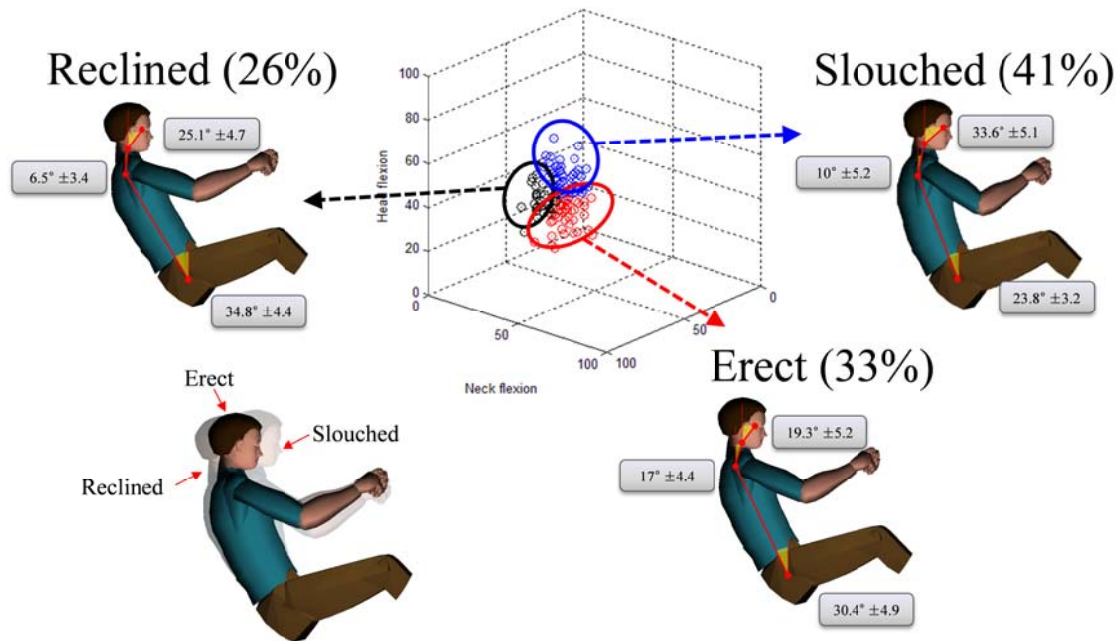 Reclined (26%)
25.1° ±4.7
6.5° ±3.4
34.8° ±4.4
100
80
60
40
20
0
0
50
100
100
50
0
Head flexion
Neck flexion
Slouched (41%)
33.6° ±5.1
10° ±5.2
23.8° ±3.2
Erect (33%)
19.3° ±5.2
17° ±4.4
30.4° ±4.9
Erect
Slouched
Reclined